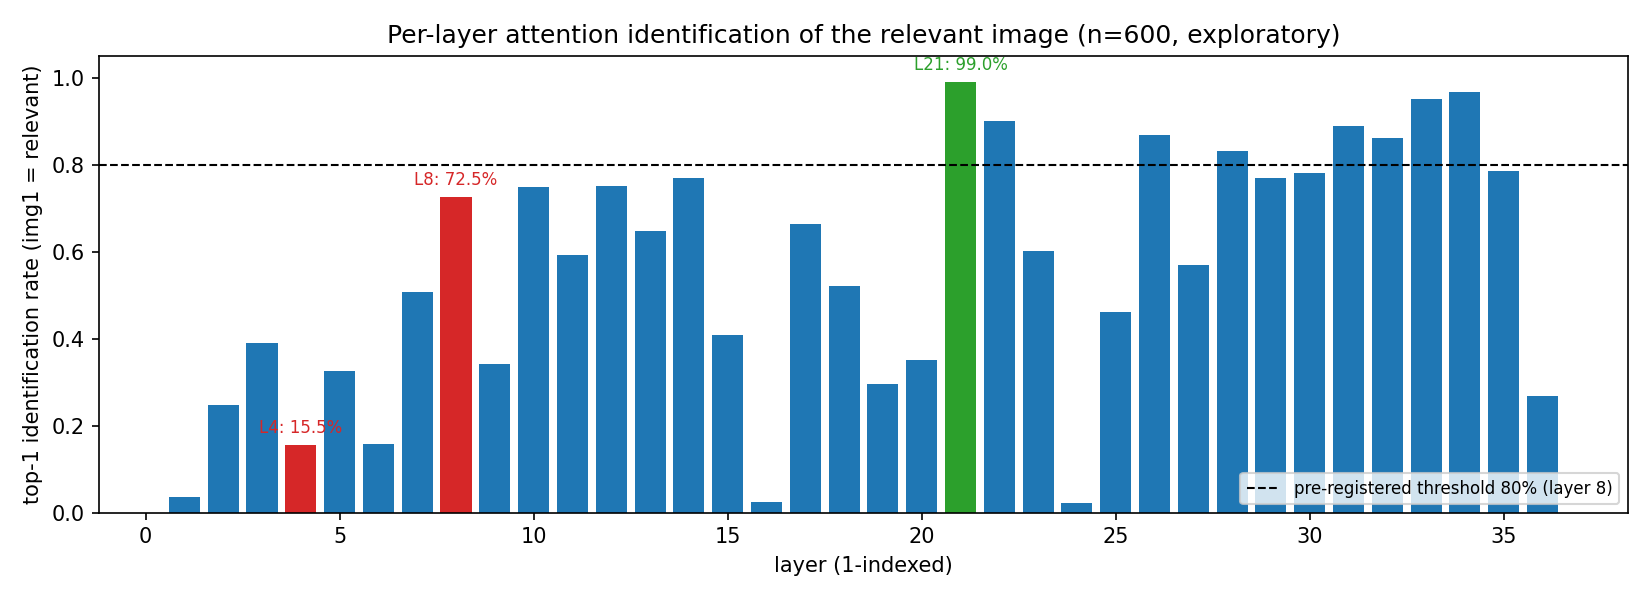 Per-layer attention identification of the relevant image (n=600, exploratory)
top-1 identification rate (img1 = relevant)
1.0
0.8
0.6
0.4
0.2
0.0
L21: 99.0%
L8: 72.5%
L4: 15.5%
pre-registered threshold 80% (layer 8)
0 5 10 15 20 25 30 35
layer (1-indexed)